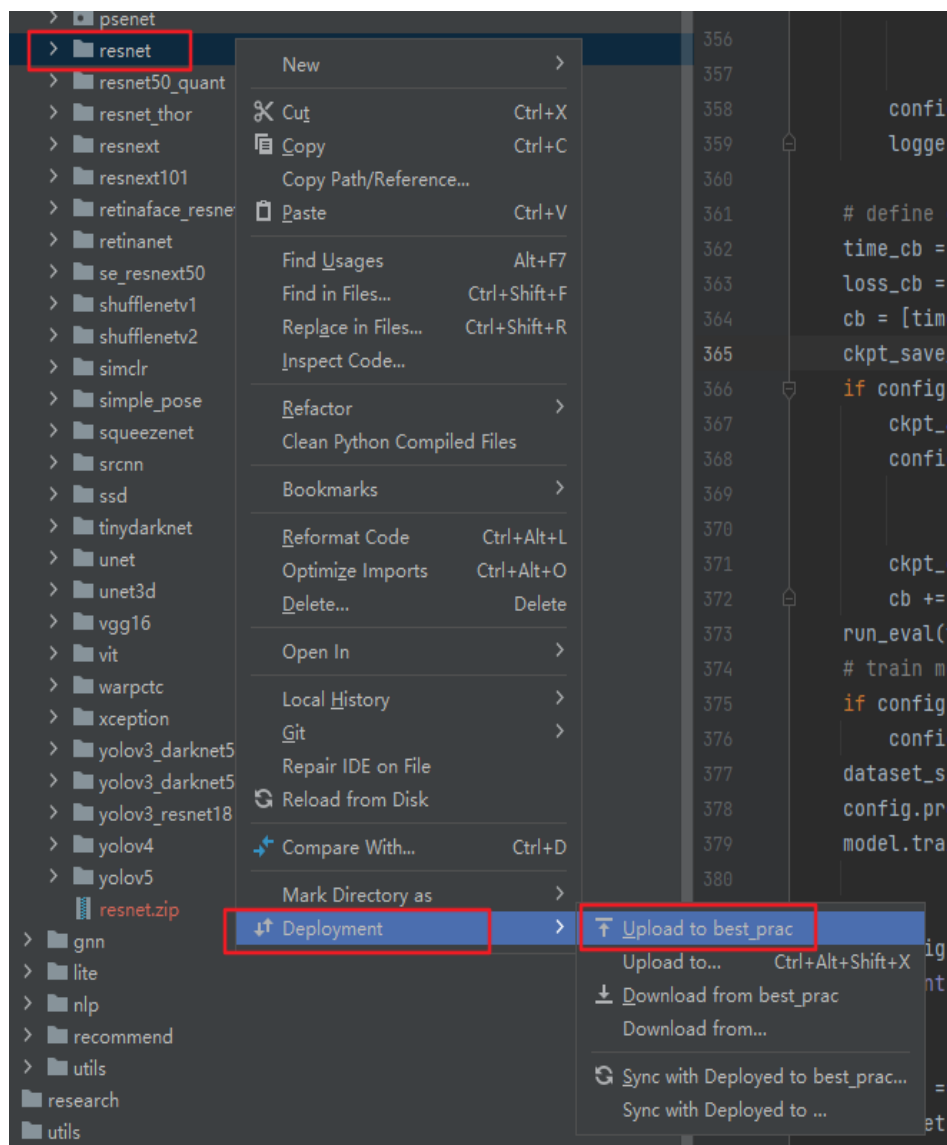 psenet
resnet
resnet50_quant
resnet_thor
resnext
resnext101
retinaface_resne
retinanet
se_resnext50
shufflenetv1
shufflenetv2
simclr
simple_pose
squeezenet
srcnn
ssd
tinydarknet
unet
unet3d
vgg16
vit
warpctc
xception
yolov3_darknet5
yolov3_darknet5
yolov3_resnet18
yolov4
yolov5
resnet.zip
gnn
lite
nlp
recommend
utils
research
utils
New
Cut Ctrl+X
Copy Ctrl+C
Copy Path/Reference...
Paste Ctrl+V
Find Usages Alt+F7
Find in Files... Ctrl+Shift+F
Replace in Files... Ctrl+Shift+R
Inspect Code...
Refactor
Clean Python Compiled Files
Bookmarks
Reformat Code Ctrl+Alt+L
Optimize Imports Ctrl+Alt+O
Delete... Delete
Open In
Local History
Git
Repair IDE on File
Reload from Disk
Compare With... Ctrl+D
Mark Directory as
Deployment
Upload to best_prac
Upload to... Ctrl+Alt+Shift+X
Download from best_prac
Download from...
Sync with Deployed to best_prac...
Sync with Deployed to ...
356
357
358 confi
359 logge
360
361 # define
362 time_cb =
363 loss_cb =
364 cb = [tim
365 ckpt_save
366 if config
367 ckpt_
368 confi
369
370
371 ckpt_
372 cb +=
373 run_eval(
374 # train m
375 if config
376 confi
377 dataset_s
378 config.pr
379 model.tra
380
ig
nt
=
et